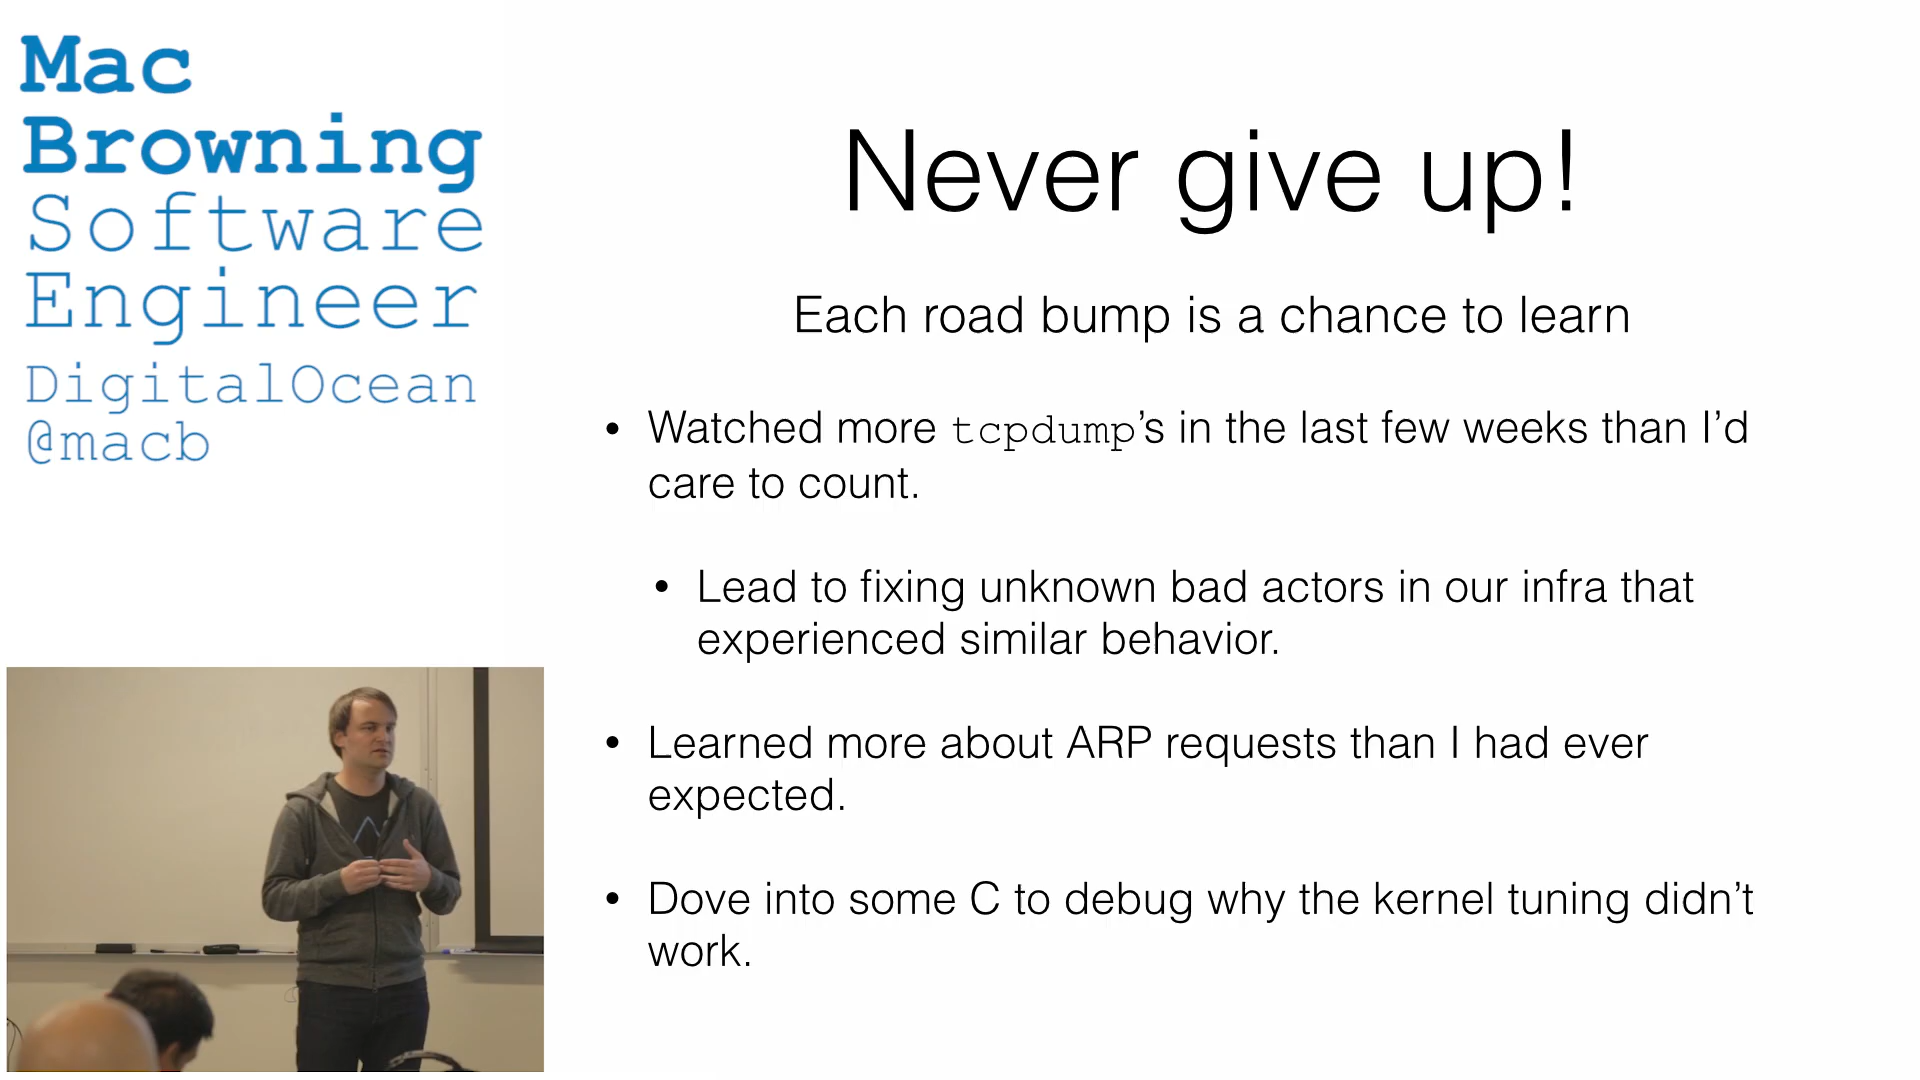 Mac
Browning
Software
Engineer
DigitalOcean
@macb
Never give up!
Each road bump is a chance to learn
• Watched more tcpdump’s in the last few weeks than I’d
care to count.
• Lead to fixing unknown bad actors in our infra that
experienced similar behavior.
• Learned more about ARP requests than I had ever
expected.
• Dove into some C to debug why the kernel tuning didn’t
work.